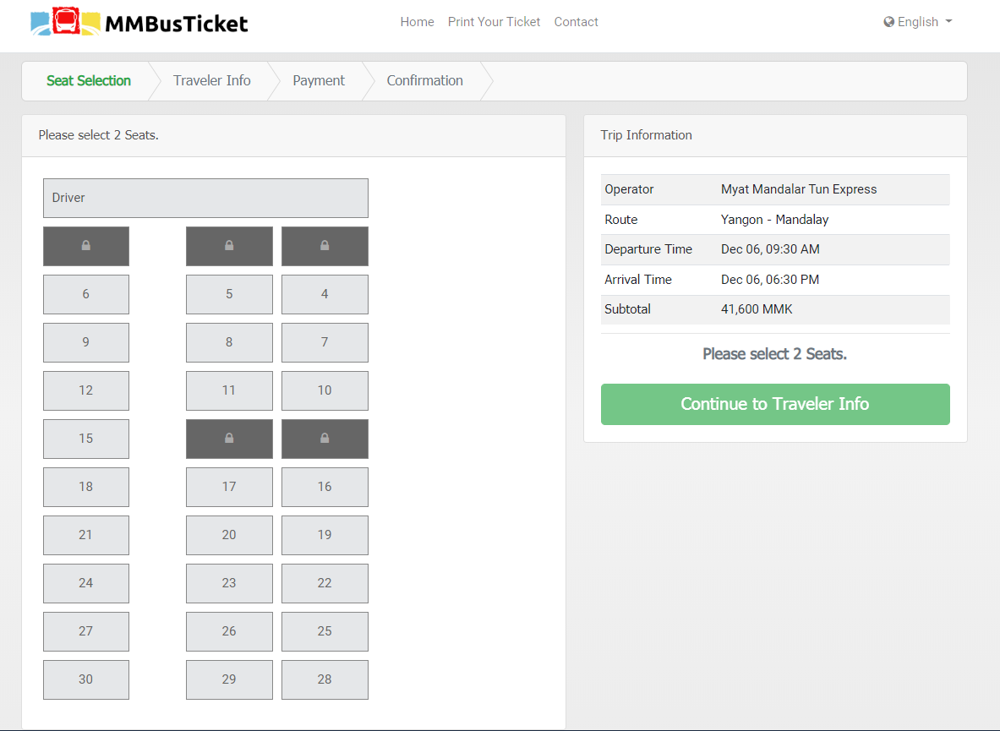 MMBusTicket
Home Print Your Ticket Contact
English
Seat Selection Traveler Info Payment Confirmation
Please select 2 Seats.
Driver
6 5 4
9 8 7
12 11 10
15
18 17 16
21 20 19
24 23 22
27 26 25
30 29 28
Trip Information
Operator Myat Mandalar Tun Express
Route Yangon - Mandalay
Departure Time Dec 06, 09:30 AM
Arrival Time Dec 06, 06:30 PM
Subtotal 41,600 MMK
Please select 2 Seats.
Continue to Traveler Info